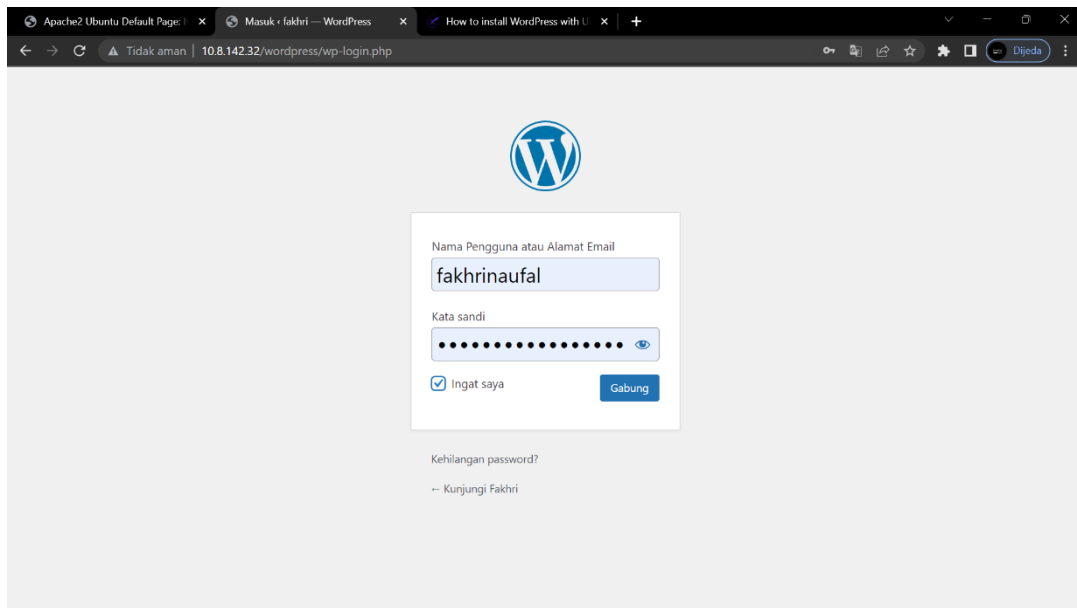 Apache2 Ubuntu Default Page: I
Masuk ‹ fakhri — WordPress
How to install WordPress with U
Tidak aman
10.8.142.32/wordpress/wp-login.php
Dijeda
Nama Pengguna atau Alamat Email
fakhrinaufal
Kata sandi
Ingat saya
Gabung
Kehilangan password?
← Kunjungi Fakhri